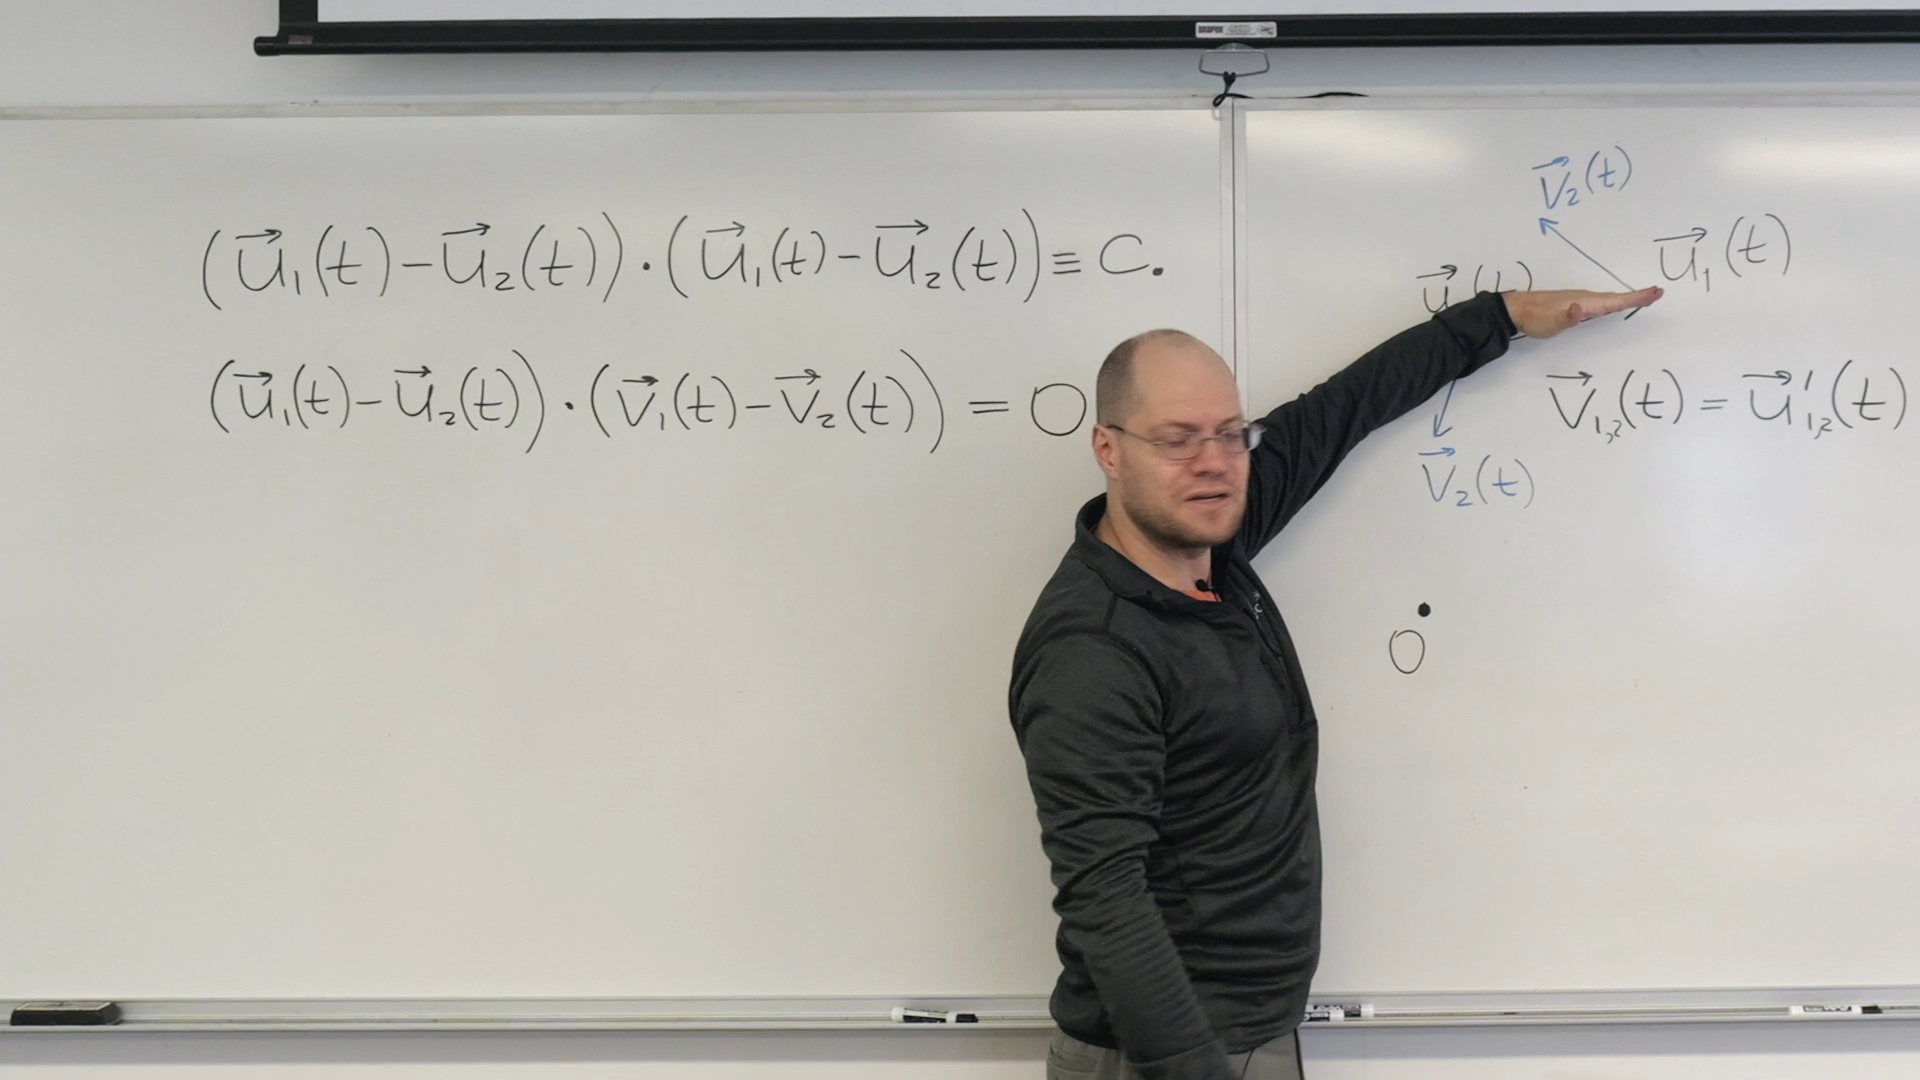 (u⃗₁(t)−u⃗₂(t))·(u⃗₁(t)−u⃗₂(t))≡C.
(u⃗₁(t)−u⃗₂(t))·(v⃗₁(t)−v⃗₂(t))=0
v⃗₂(t)
u⃗₁(t)
v⃗₁,₂(t)=u⃗′₁,₂(t)
v⃗₂(t)
O